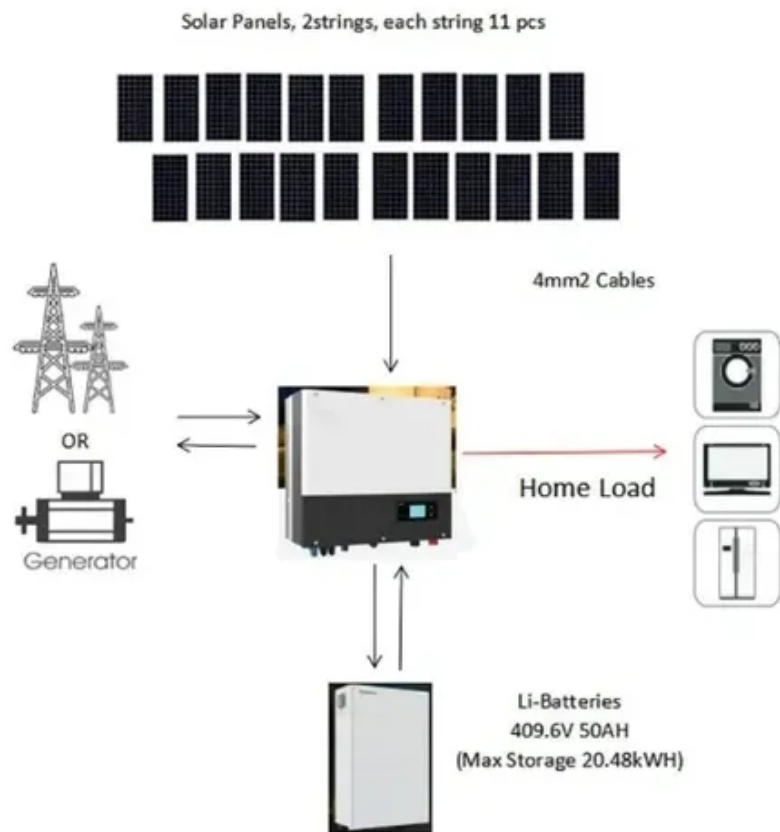 Solar Panels, 2strings, each string 11 pcs
4mm2 Cables
OR
Generator
Home Load
Li-Batteries
409.6V 50AH
(Max Storage 20.48kWH)